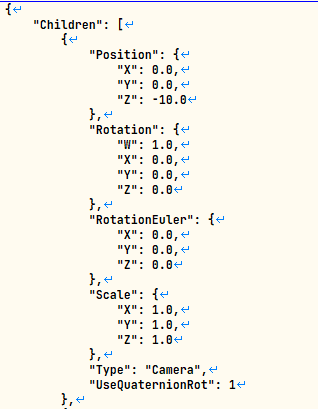 {
"Children": [
{
"Position": {
"X": 0.0,
"Y": 0.0,
"Z": -10.0
},
"Rotation": {
"W": 1.0,
"X": 0.0,
"Y": 0.0,
"Z": 0.0
},
"RotationEuler": {
"X": 0.0,
"Y": 0.0,
"Z": 0.0
},
"Scale": {
"X": 1.0,
"Y": 1.0,
"Z": 1.0
},
"Type": "Camera",
"UseQuaternionRot": 1
},